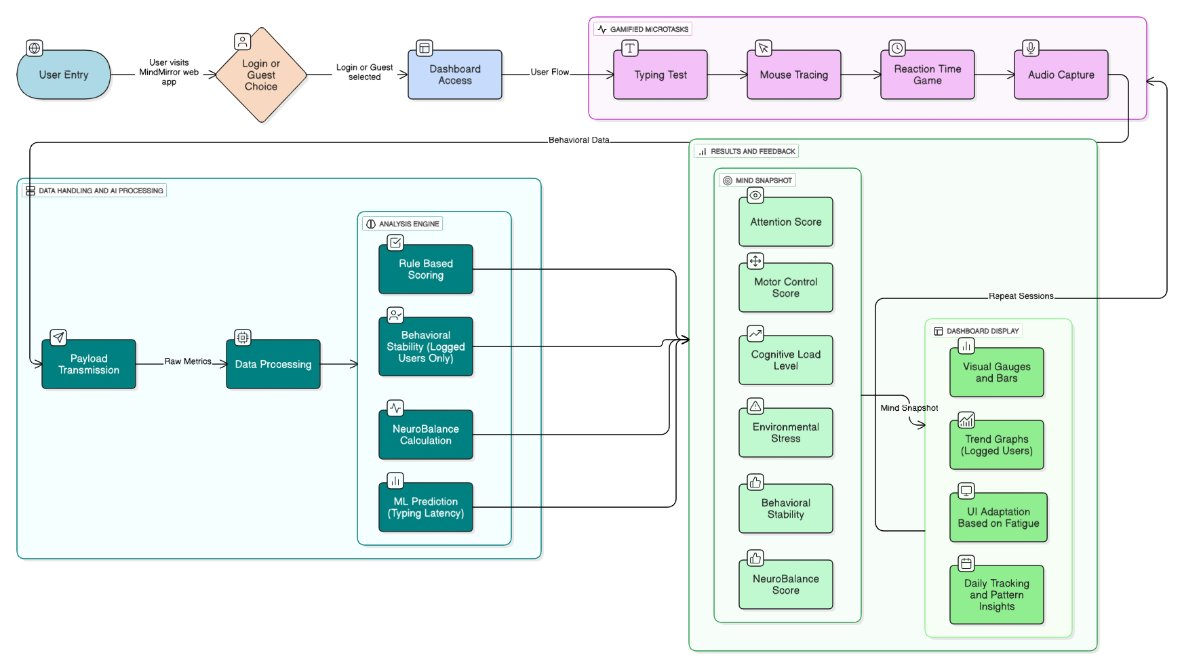 GAMIFIED MICROTASKS
User Entry
User visits
MindMirror web
app
Login or
Guest
Choice
Login or Guest
selected
Dashboard
Access
User Flow
Typing Test
Mouse Tracing
Reaction Time
Game
Audio Capture
Behavioral Data
RESULTS AND FEEDBACK
DATA HANDLING AND AI PROCESSING
ANALYSIS ENGINE
Rule Based
Scoring
Behavioral
Stability (Logged
Users Only)
Payload
Transmission
Raw Metrics
Data Processing
NeuroBalance
Calculation
ML Prediction
(Typing Latency)
MIND SNAPSHOT
Attention Score
Motor Control
Score
Cognitive Load
Level
Environmental
Stress
Behavioral
Stability
NeuroBalance
Score
Mind Snapshot
Repeat Sessions
DASHBOARD DISPLAY
Visual Gauges
and Bars
Trend Graphs
(Logged Users)
UI Adaptation
Based on Fatigue
Daily Tracking
and Pattern
Insights